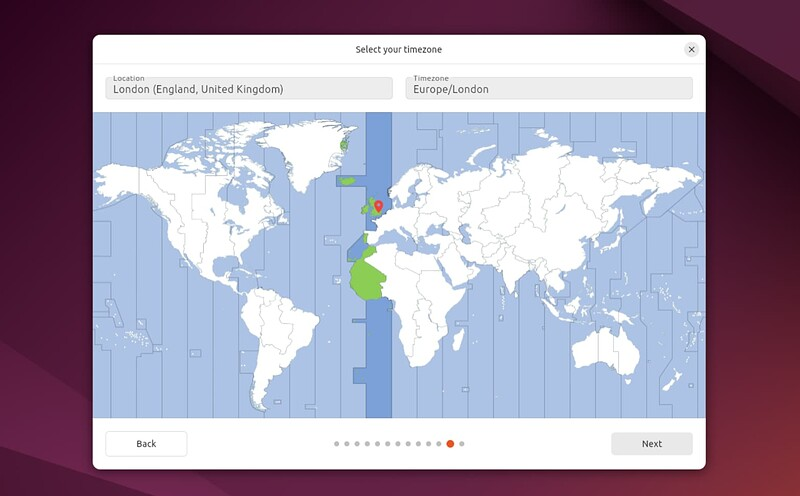 Select your timezone
Location
London (England, United Kingdom)
Timezone
Europe/London
Back
Next